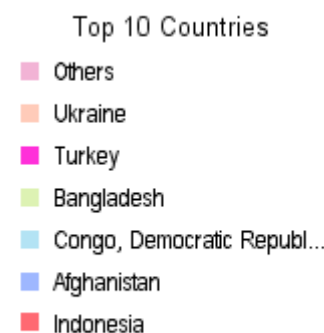 Top 10 Countries
Others
Ukraine
Turkey
Bangladesh
Congo, Democratic Republ...
Afghanistan
Indonesia